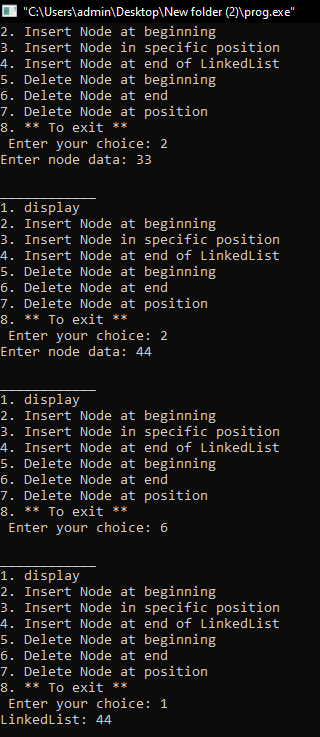 "C:\Users\admin\Desktop\New folder (2)\prog.exe"
2. Insert Node at beginning
3. Insert Node in specific position
4. Insert Node at end of LinkedList
5. Delete Node at beginning
6. Delete Node at end
7. Delete Node at position
8. ** To exit **
 Enter your choice: 2
Enter node data: 33
____________
1. display
2. Insert Node at beginning
3. Insert Node in specific position
4. Insert Node at end of LinkedList
5. Delete Node at beginning
6. Delete Node at end
7. Delete Node at position
8. ** To exit **
 Enter your choice: 2
Enter node data: 44
____________
1. display
2. Insert Node at beginning
3. Insert Node in specific position
4. Insert Node at end of LinkedList
5. Delete Node at beginning
6. Delete Node at end
7. Delete Node at position
8. ** To exit **
 Enter your choice: 6
____________
1. display
2. Insert Node at beginning
3. Insert Node in specific position
4. Insert Node at end of LinkedList
5. Delete Node at beginning
6. Delete Node at end
7. Delete Node at position
8. ** To exit **
 Enter your choice: 1
LinkedList: 44